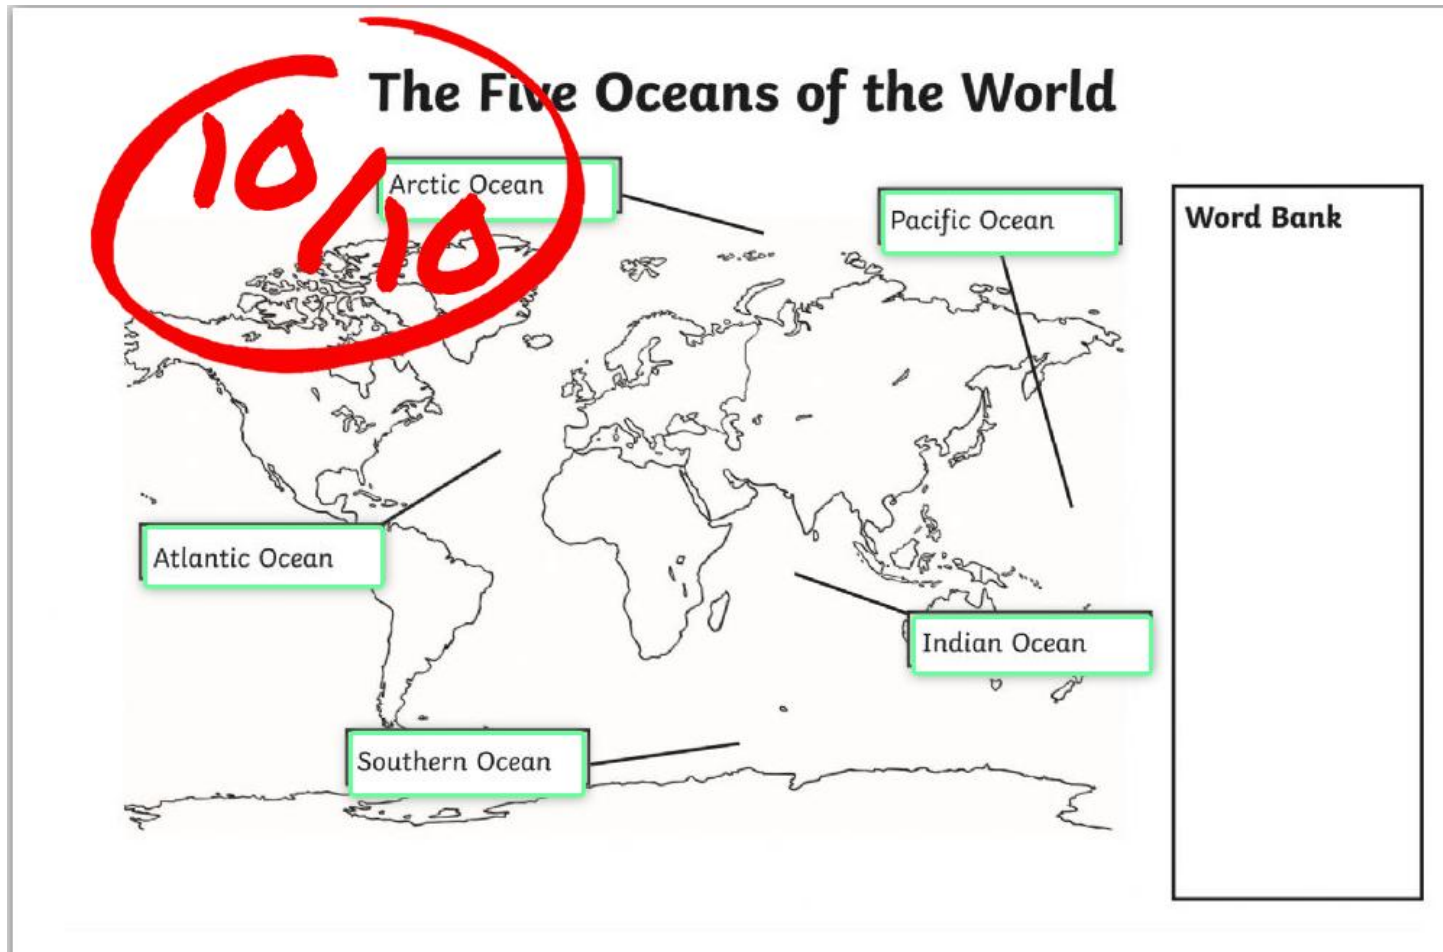 The Five Oceans of the World
10/10
Arctic Ocean
Pacific Ocean
Word Bank
Atlantic Ocean
Indian Ocean
Southern Ocean